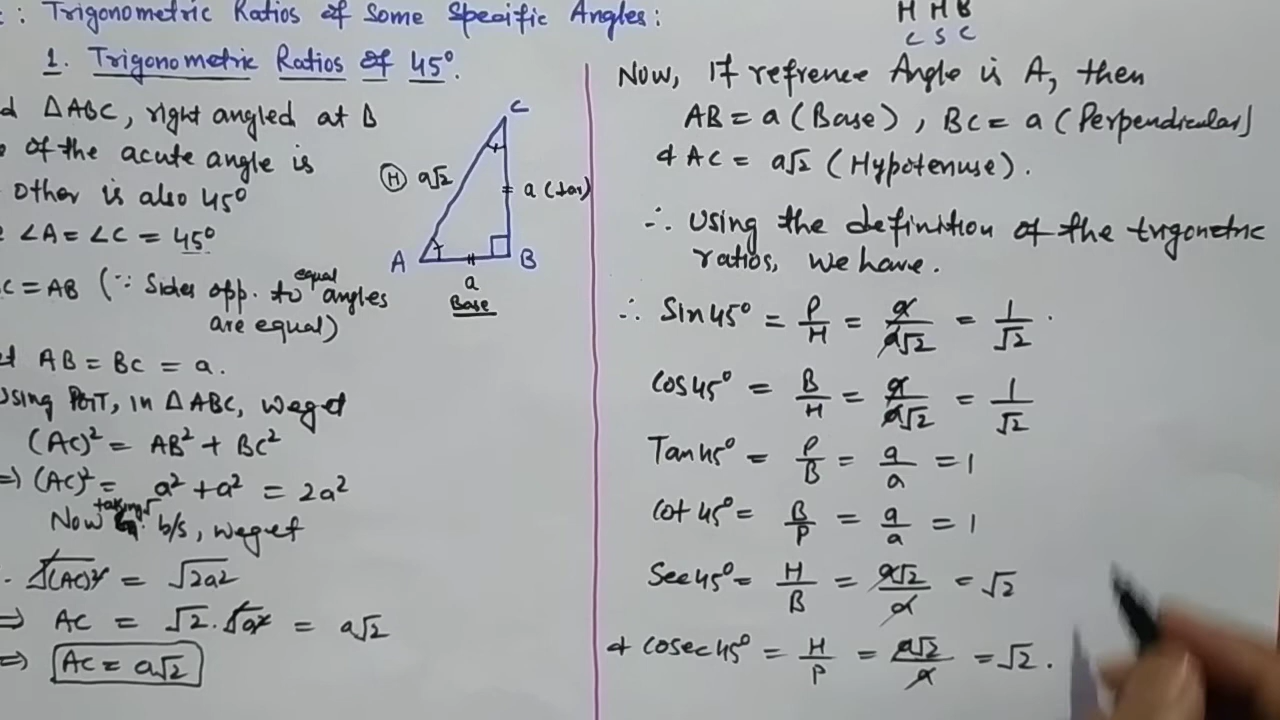 : Trigonometric Ratios of Some Specific Angles:
1. Trigonometric Ratios of 45°.
ΔABC, right angled at B
of the acute angle is
Other is also 45°
∠A = ∠C = 45°
C = AB (∵ Sides opp. to equal angles
are equal)
AB = BC = a.
Using PGT, in ΔABC, we get
(AC)² = AB² + BC²
⇒ (AC)² = a² + a² = 2a²
Now taking √ b/s, we get
√(AC)² = √2a²
⇒ AC = √2 . √a² = a√2
⇒ AC = a√2
C
(H) a√2
a
A
B
a
Base
H H B
C S C
Now, If refrence Angle is A, then
AB = a (Base), BC = a (Perpendicular)
& AC = a√2 (Hypotenuse).
∴ Using the definition of the trigonetric
ratios, we have.
∴ Sin45° = P/H = a/a√2 = 1/√2 .
Cos45° = B/H = a/a√2 = 1/√2
Tan45° = P/B = a/a = 1
Cot 45° = B/P = a/a = 1
Sec45° = H/B = a√2/a = √2
& Cosec45° = H/P = a√2/a = √2 .